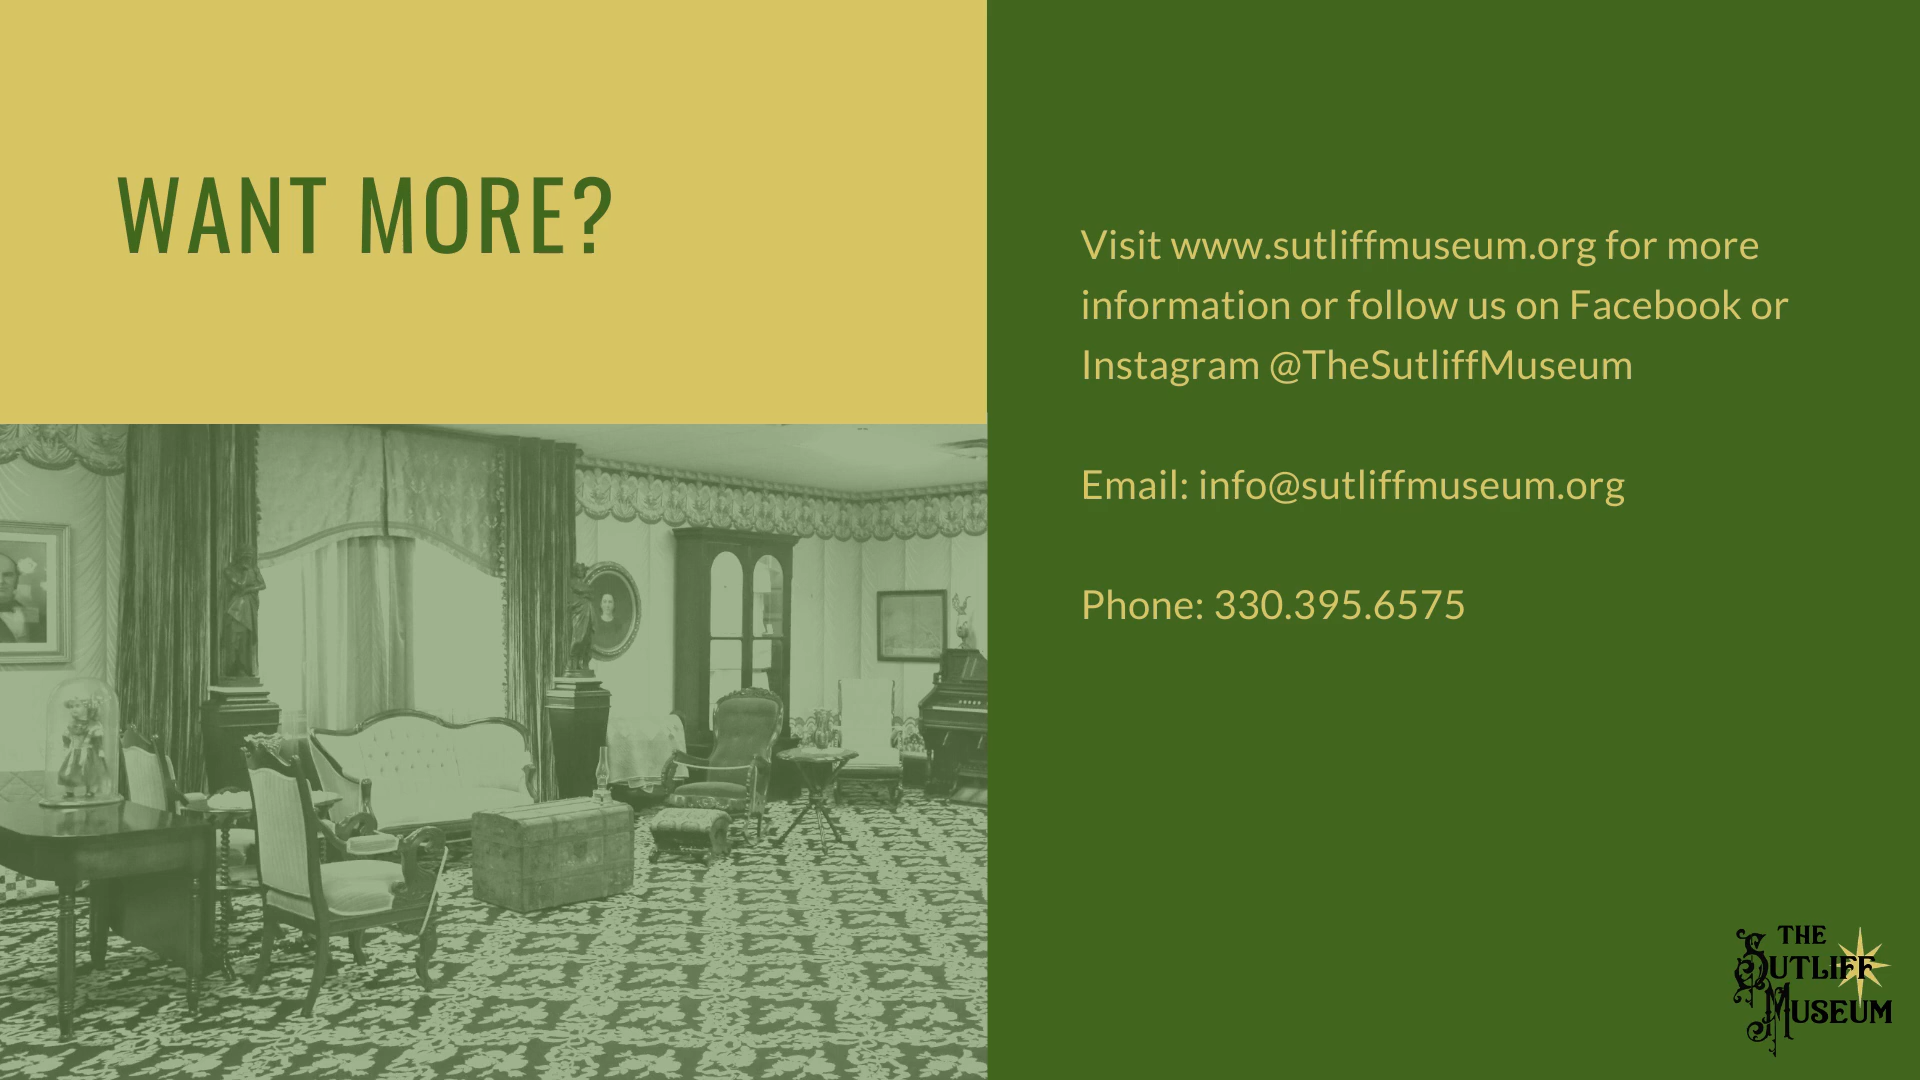 WANT MORE?
Visit www.sutliffmuseum.org for more
information or follow us on Facebook or
Instagram @TheSutliffMuseum
Email: info@sutliffmuseum.org
Phone: 330.395.6575
THE
SUTLIFF
MUSEUM